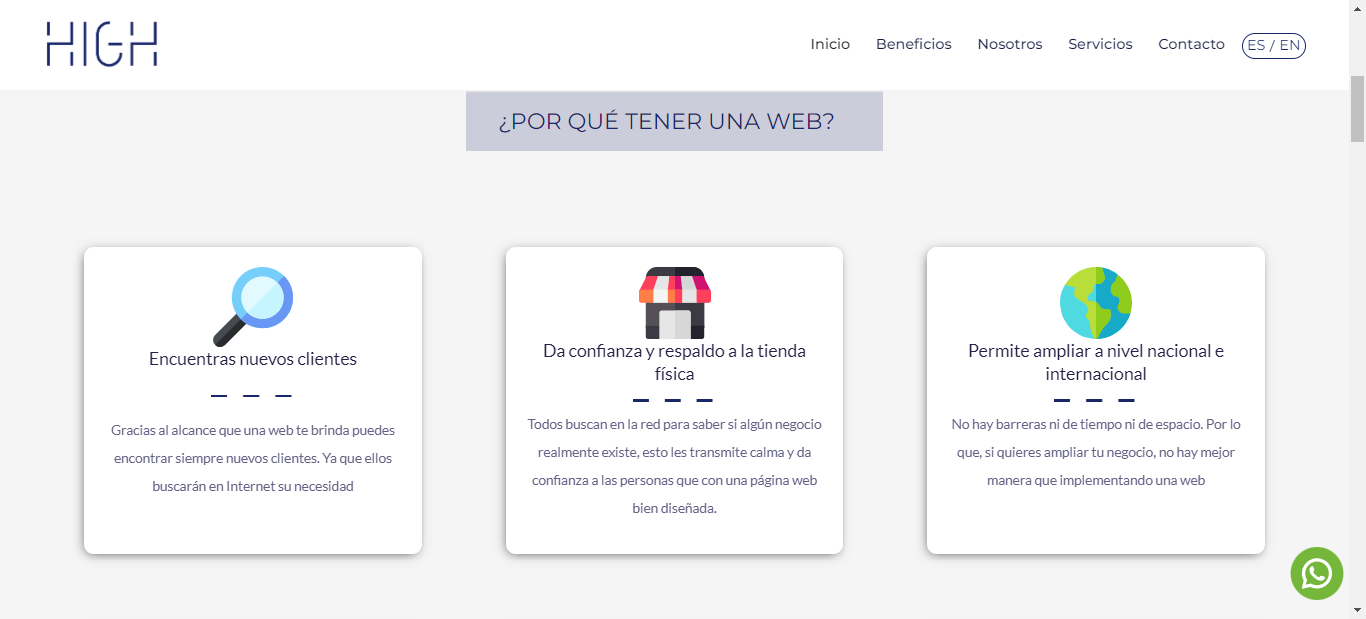 HIGH
Inicio Beneficios Nosotros Servicios Contacto ES / EN
¿POR QUÉ TENER UNA WEB?
Encuentras nuevos clientes
Gracias al alcance que una web te brinda puedes
encontrar siempre nuevos clientes. Ya que ellos
buscarán en Internet su necesidad
Da confianza y respaldo a la tienda
física
Todos buscan en la red para saber si algún negocio
realmente existe, esto les transmite calma y da
confianza a las personas que con una página web
bien diseñada.
Permite ampliar a nivel nacional e
internacional
No hay barreras ni de tiempo ni de espacio. Por lo
que, si quieres ampliar tu negocio, no hay mejor
manera que implementando una web